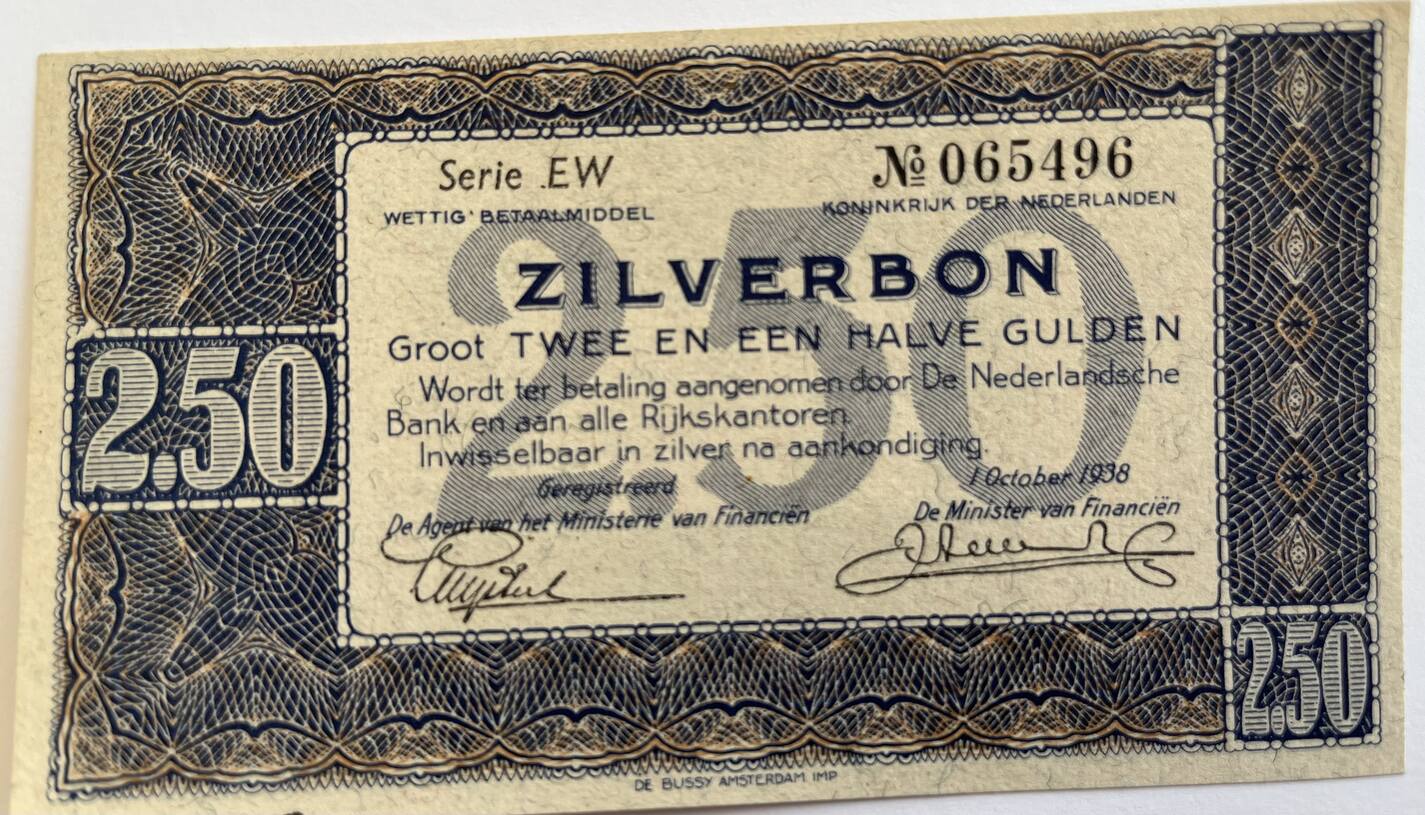 Serie EW
№ 065496
WETTIG BETAALMIDDEL
KONINKRIJK DER NEDERLANDEN
2.50
ZILVERBON
Groot TWEE EN EEN HALVE GULDEN
Wordt ter betaling aangenomen door De Nederlandsche
Bank en aan alle Rijkskantoren.
Inwisselbaar in zilver na aankondiging.
2.50
Geregistreerd
1 October 1938
De Agent van het Ministerie van Financiën
De Minister van Financiën
2.50
DE BUSSY AMSTERDAM IMP